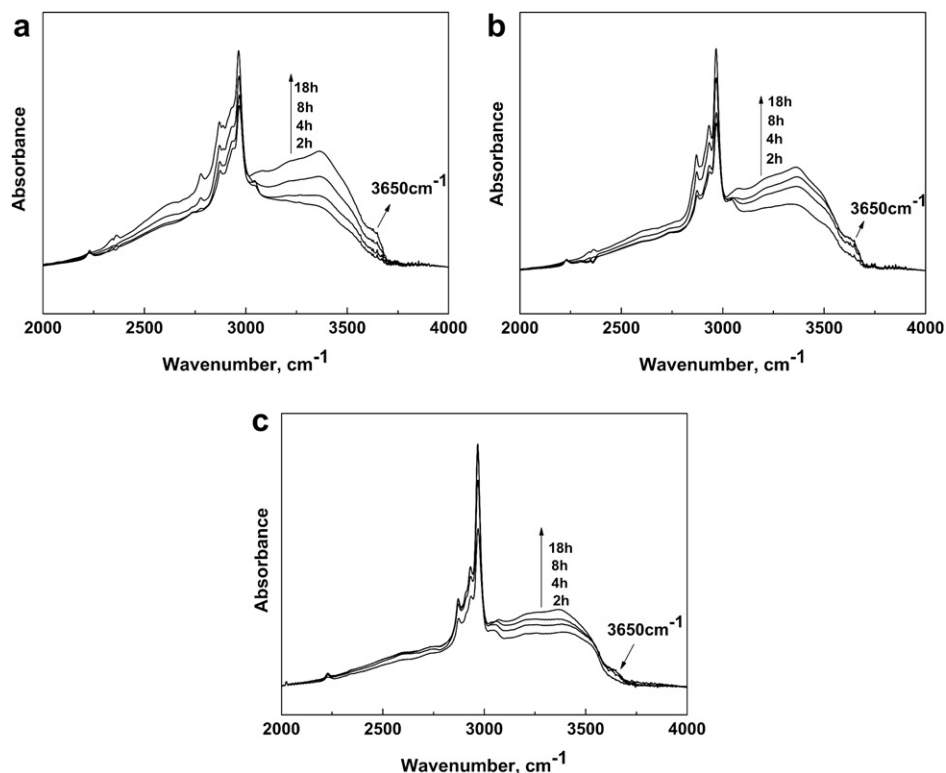 a
18h
8h
4h
2h
3650cm-1
Absorbance
2000 2500 3000 3500 4000
Wavenumber, cm-1
b
18h
8h
4h
2h
3650cm-1
Absorbance
2000 2500 3000 3500 4000
Wavenumber, cm-1
c
18h
8h
4h
2h
3650cm-1
Absorbance
2000 2500 3000 3500 4000
Wavenumber, cm-1